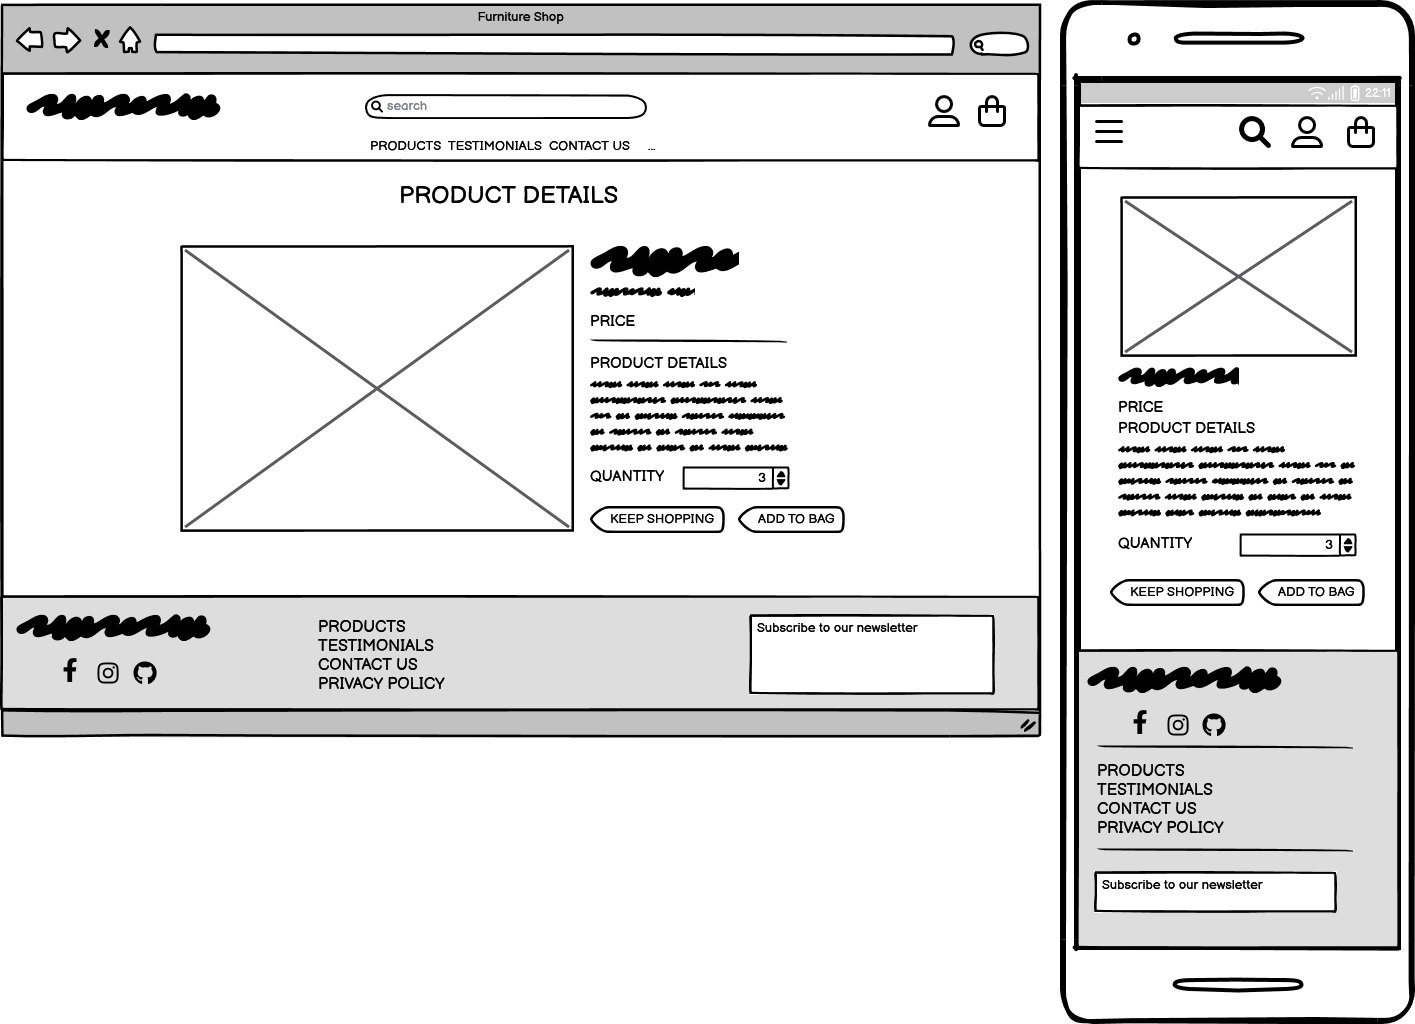 Furniture Shop
search
PRODUCTS TESTIMONIALS CONTACT US ...
PRODUCT DETAILS
PRICE
PRODUCT DETAILS
QUANTITY 3
KEEP SHOPPING ADD TO BAG
PRODUCTS
TESTIMONIALS
CONTACT US
PRIVACY POLICY
Subscribe to our newsletter
22:11
PRICE
PRODUCT DETAILS
QUANTITY 3
KEEP SHOPPING ADD TO BAG
PRODUCTS
TESTIMONIALS
CONTACT US
PRIVACY POLICY
Subscribe to our newsletter